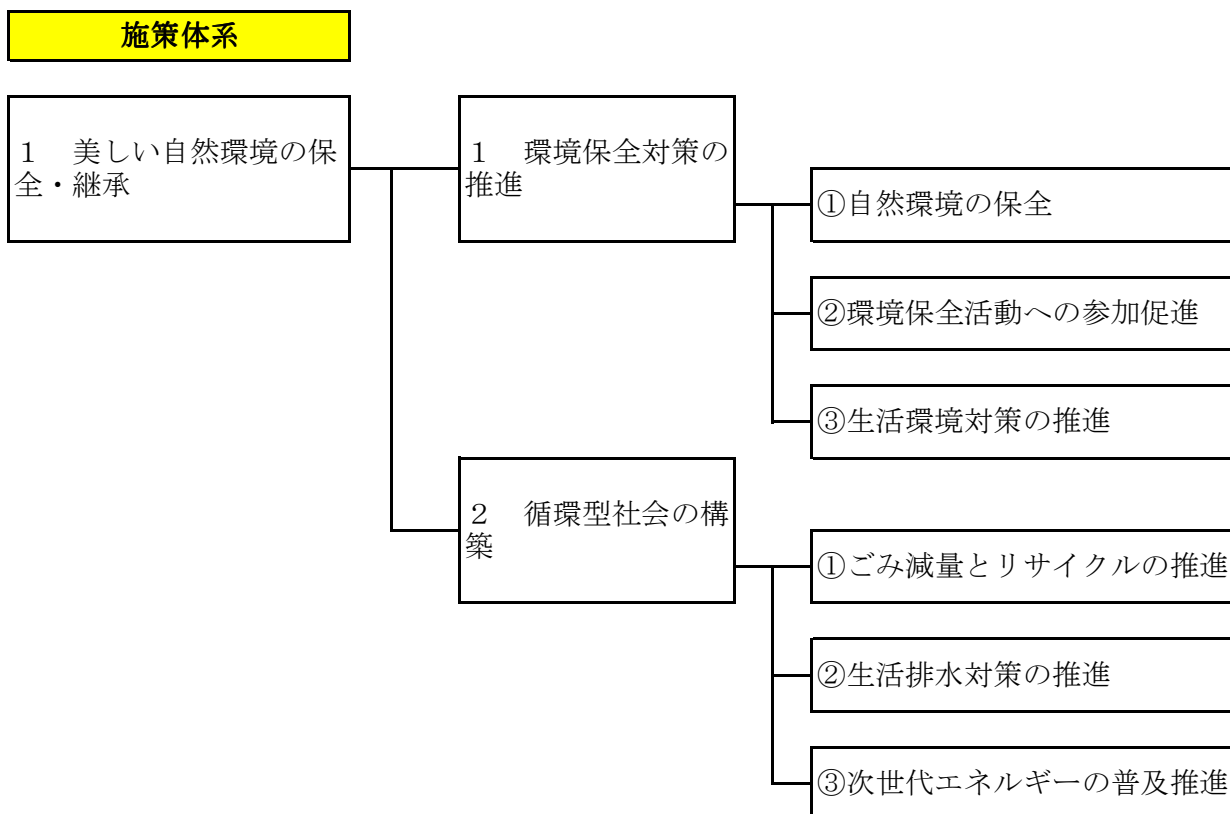 施策体系
１　美しい自然環境の保
全・継承
１　環境保全対策の
推進
①自然環境の保全
②環境保全活動への参加促進
③生活環境対策の推進
２　循環型社会の構
築
①ごみ減量とリサイクルの推進
②生活排水対策の推進
③次世代エネルギーの普及推進